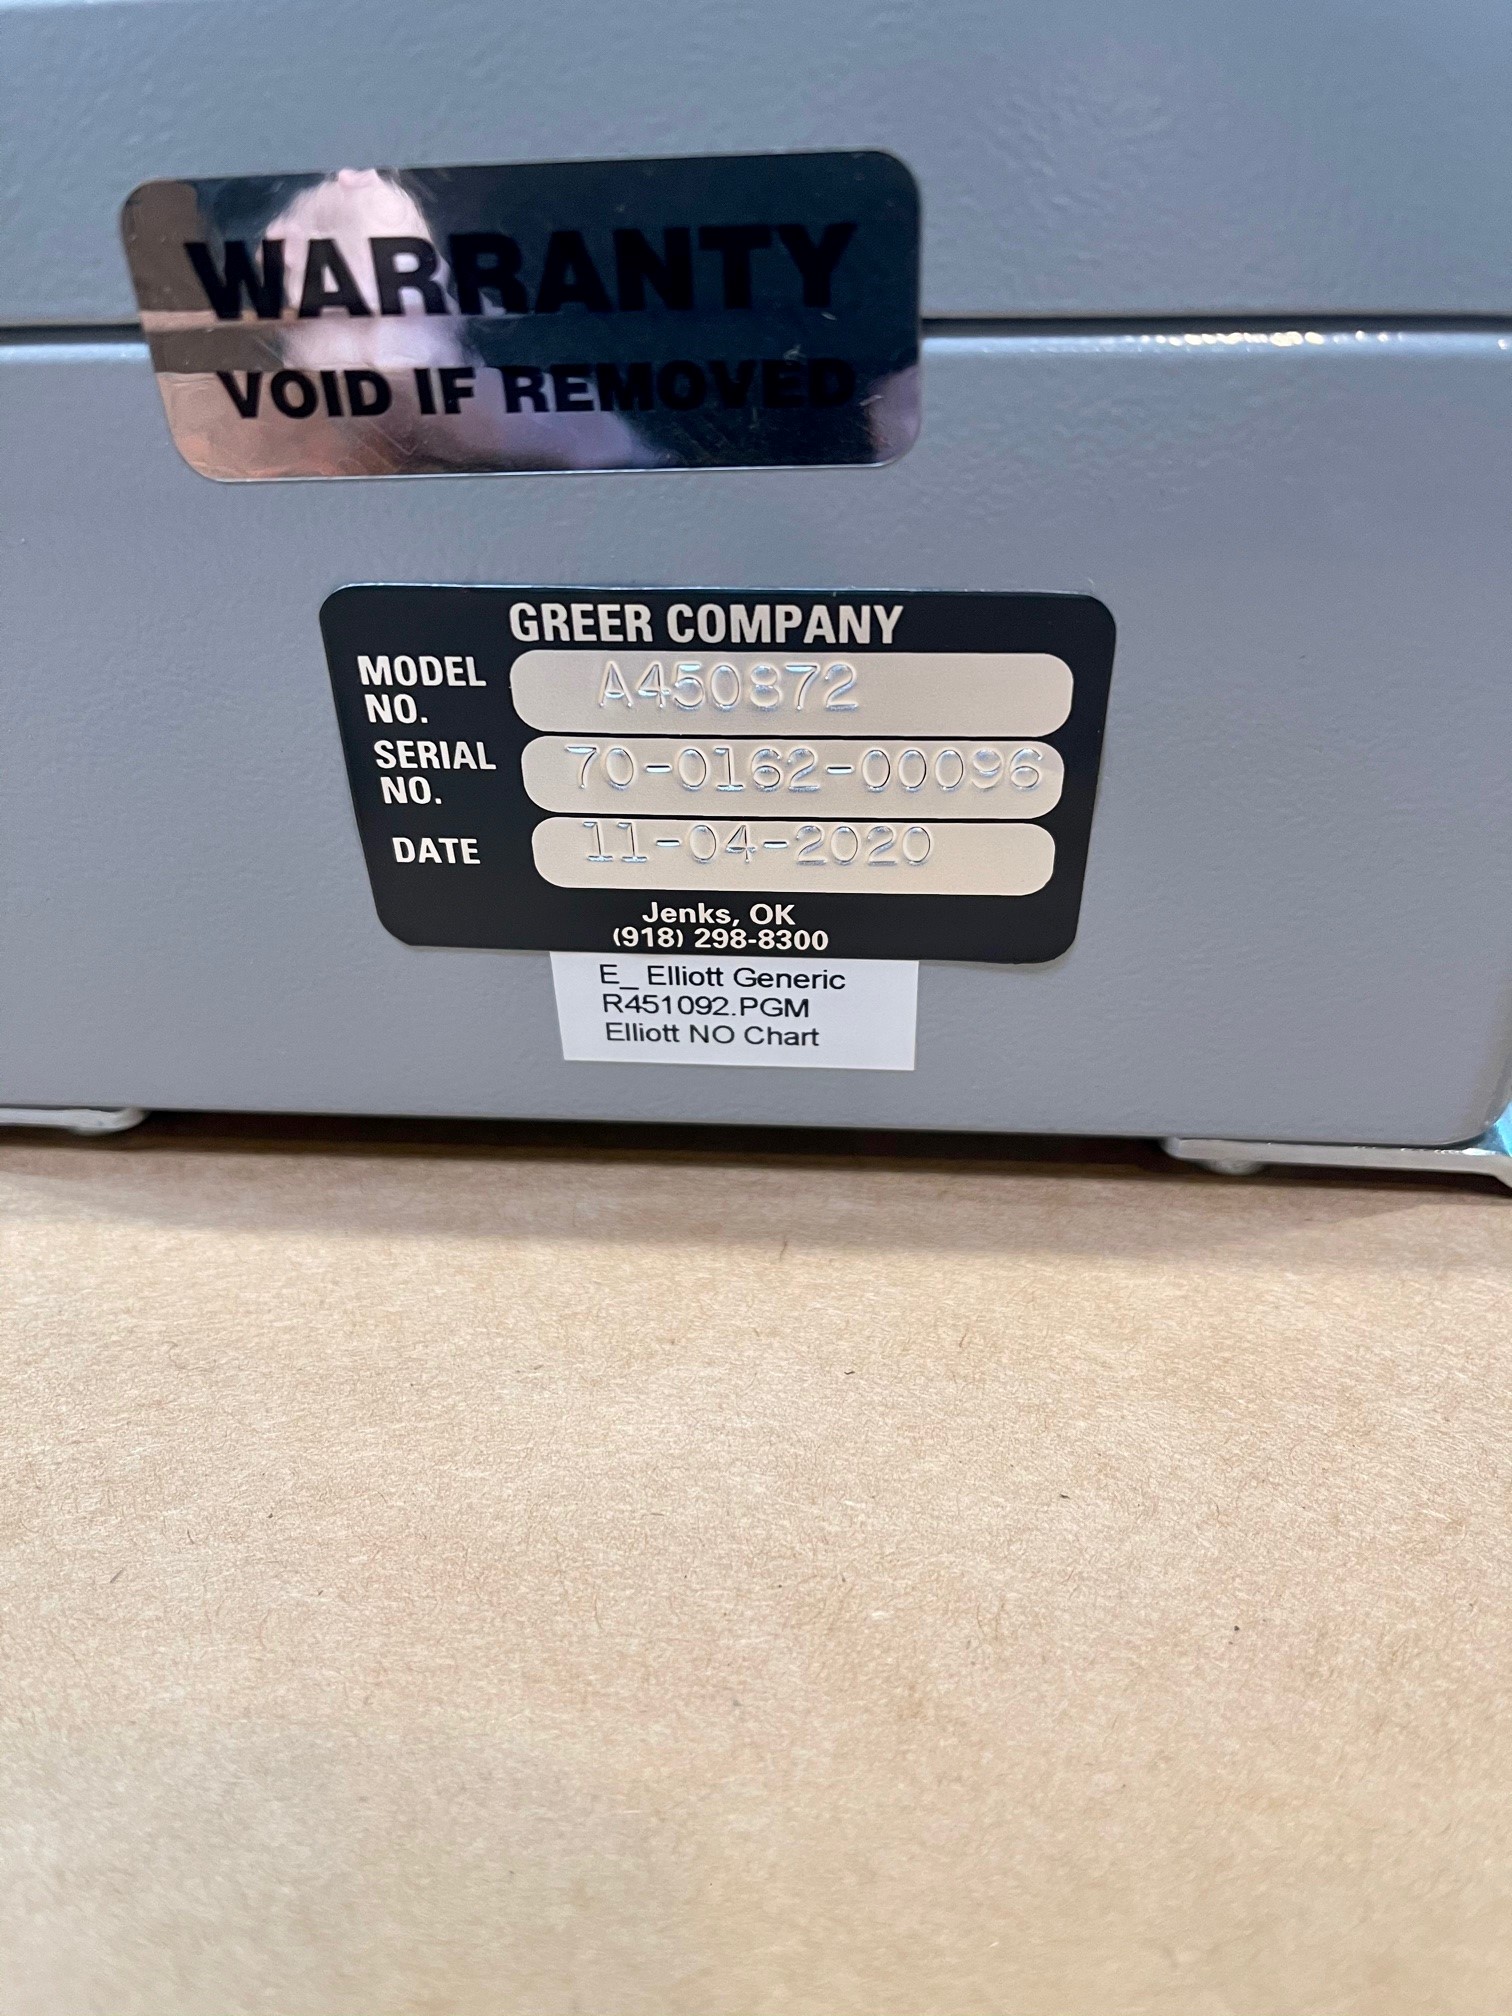 WARRANTY
VOID IF REMOVED
GREER COMPANY
MODEL NO. A450872
SERIAL NO. 70-0162-00096
DATE 11-04-2020
Jenks, OK
(918) 298-8300
E_ Elliott Generic
R451092.PGM
Elliott NO Chart